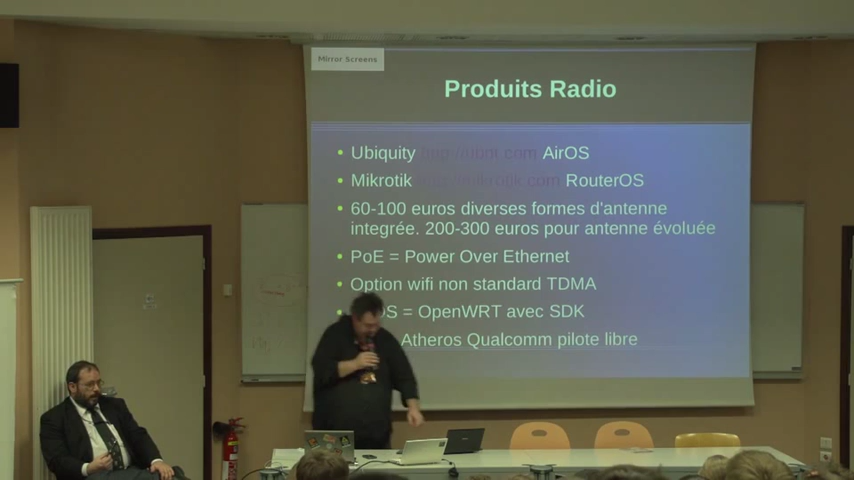 Mirror Screens
Produits Radio
• Ubiquity AirOS
• Mikrotik RouterOS
• 60-100 euros diverses formes d'antenne
integrée. 200-300 euros pour antenne évoluée
• PoE = Power Over Ethernet
• Option wifi non standard TDMA
OS = OpenWRT avec SDK
Atheros Qualcomm pilote libre